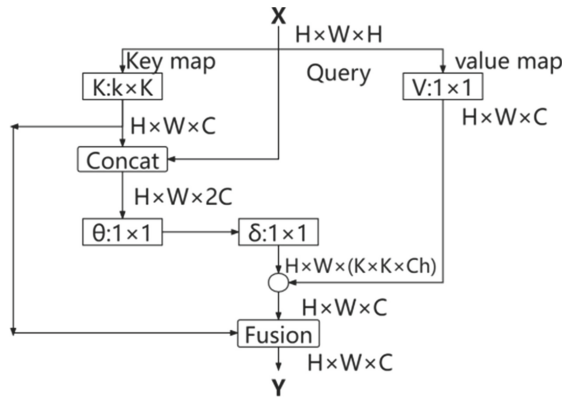 X
H×W×H
Key map
Query
value map
K:k×K
V:1×1
H×W×C
H×W×C
Concat
H×W×2C
θ:1×1
δ:1×1
H×W×(K×K×Ch)
H×W×C
Fusion
H×W×C
Y